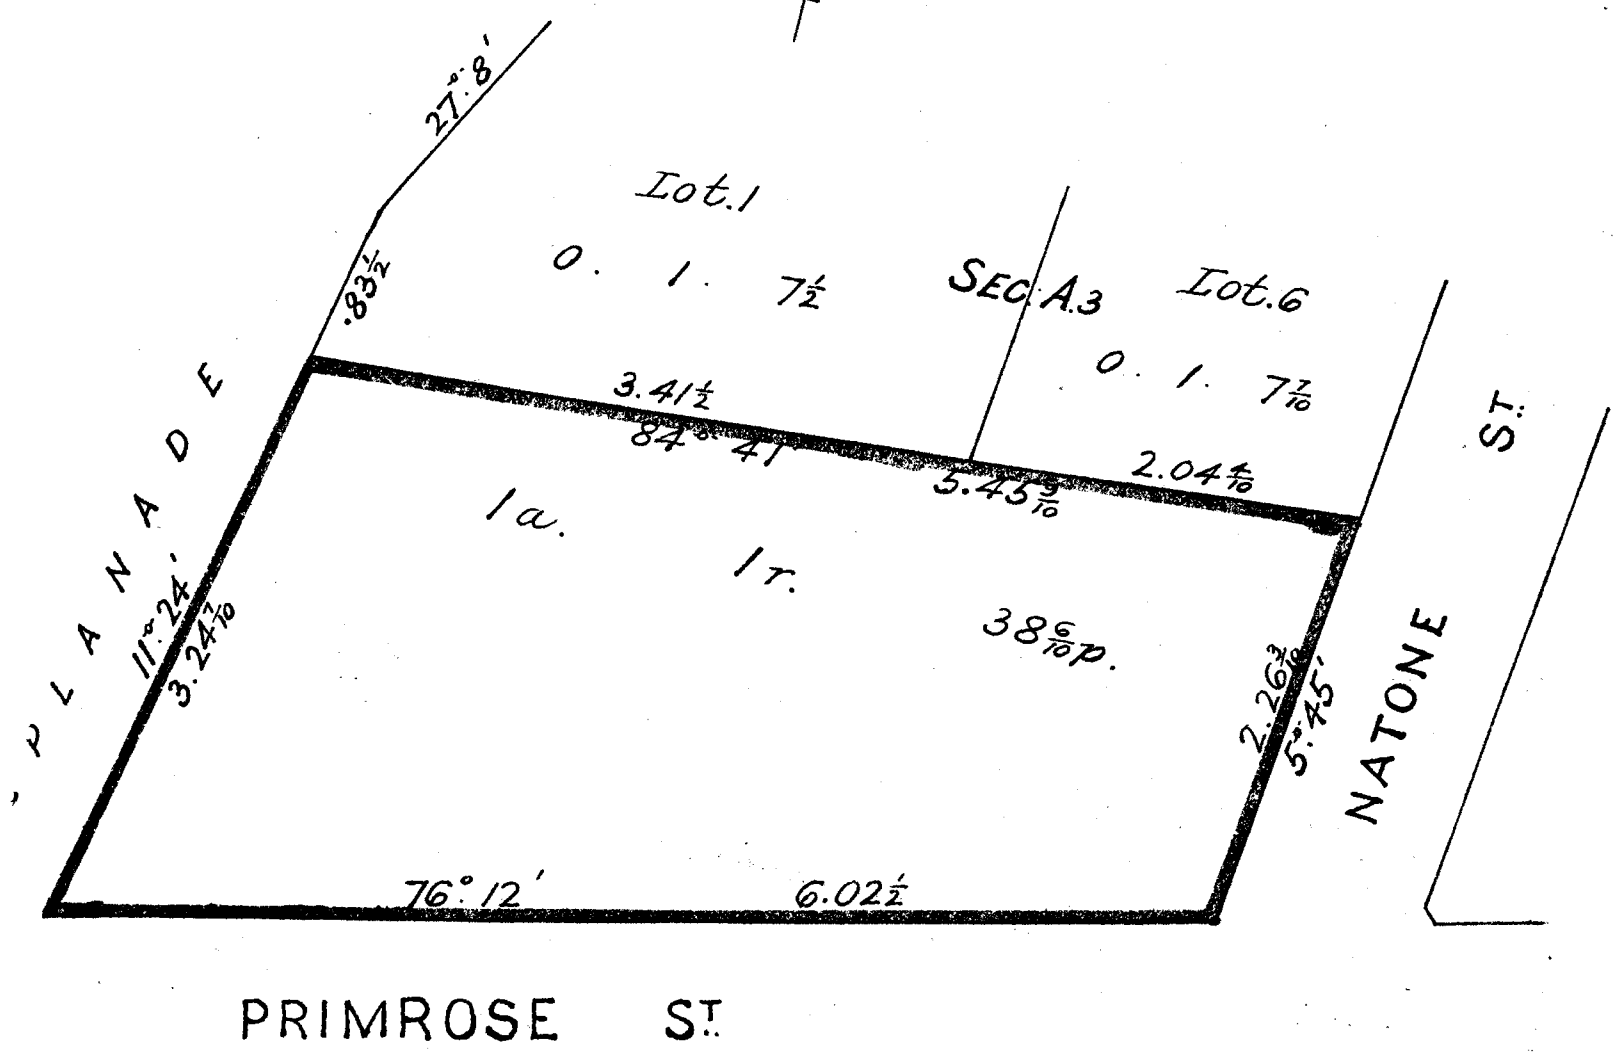 27°.8'
.83½
Lot.1
0. 1. 7½
SEC. A.3
Lot.6
0. 1. 7 7/10
3.41½
84° 41'
5.45 9/10
2.04 4/10
1a. 1r. 38 6/10 p.
PLANADE
11°.24'
3.24 7/10
2.26 3/10
5°.45'
NATONE ST.
76°.12' 6.02½
PRIMROSE ST.